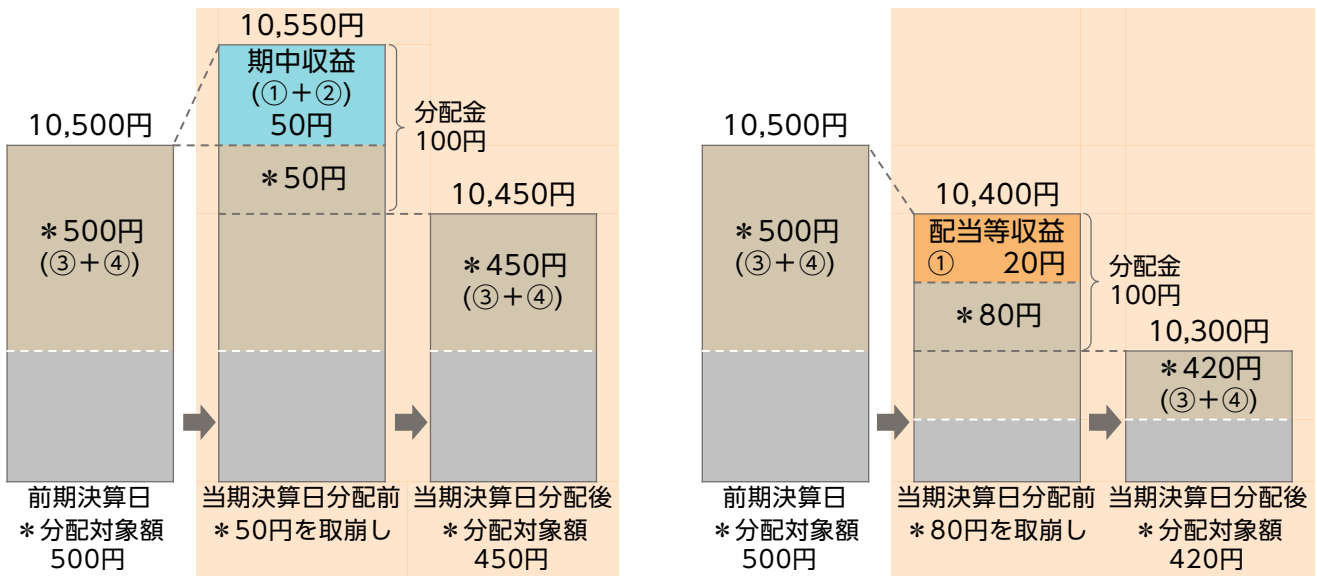 10,500円
＊500円
(③＋④)
前期決算日
＊分配対象額
500円
10,550円
期中収益
(①＋②)
50円
＊50円
分配金
100円
当期決算日分配前
＊50円を取崩し
10,450円
＊450円
(③＋④)
当期決算日分配後
＊分配対象額
450円
10,500円
＊500円
(③＋④)
前期決算日
＊分配対象額
500円
10,400円
配当等収益
① 20円
＊80円
分配金
100円
当期決算日分配前
＊80円を取崩し
10,300円
＊420円
(③＋④)
当期決算日分配後
＊分配対象額
420円